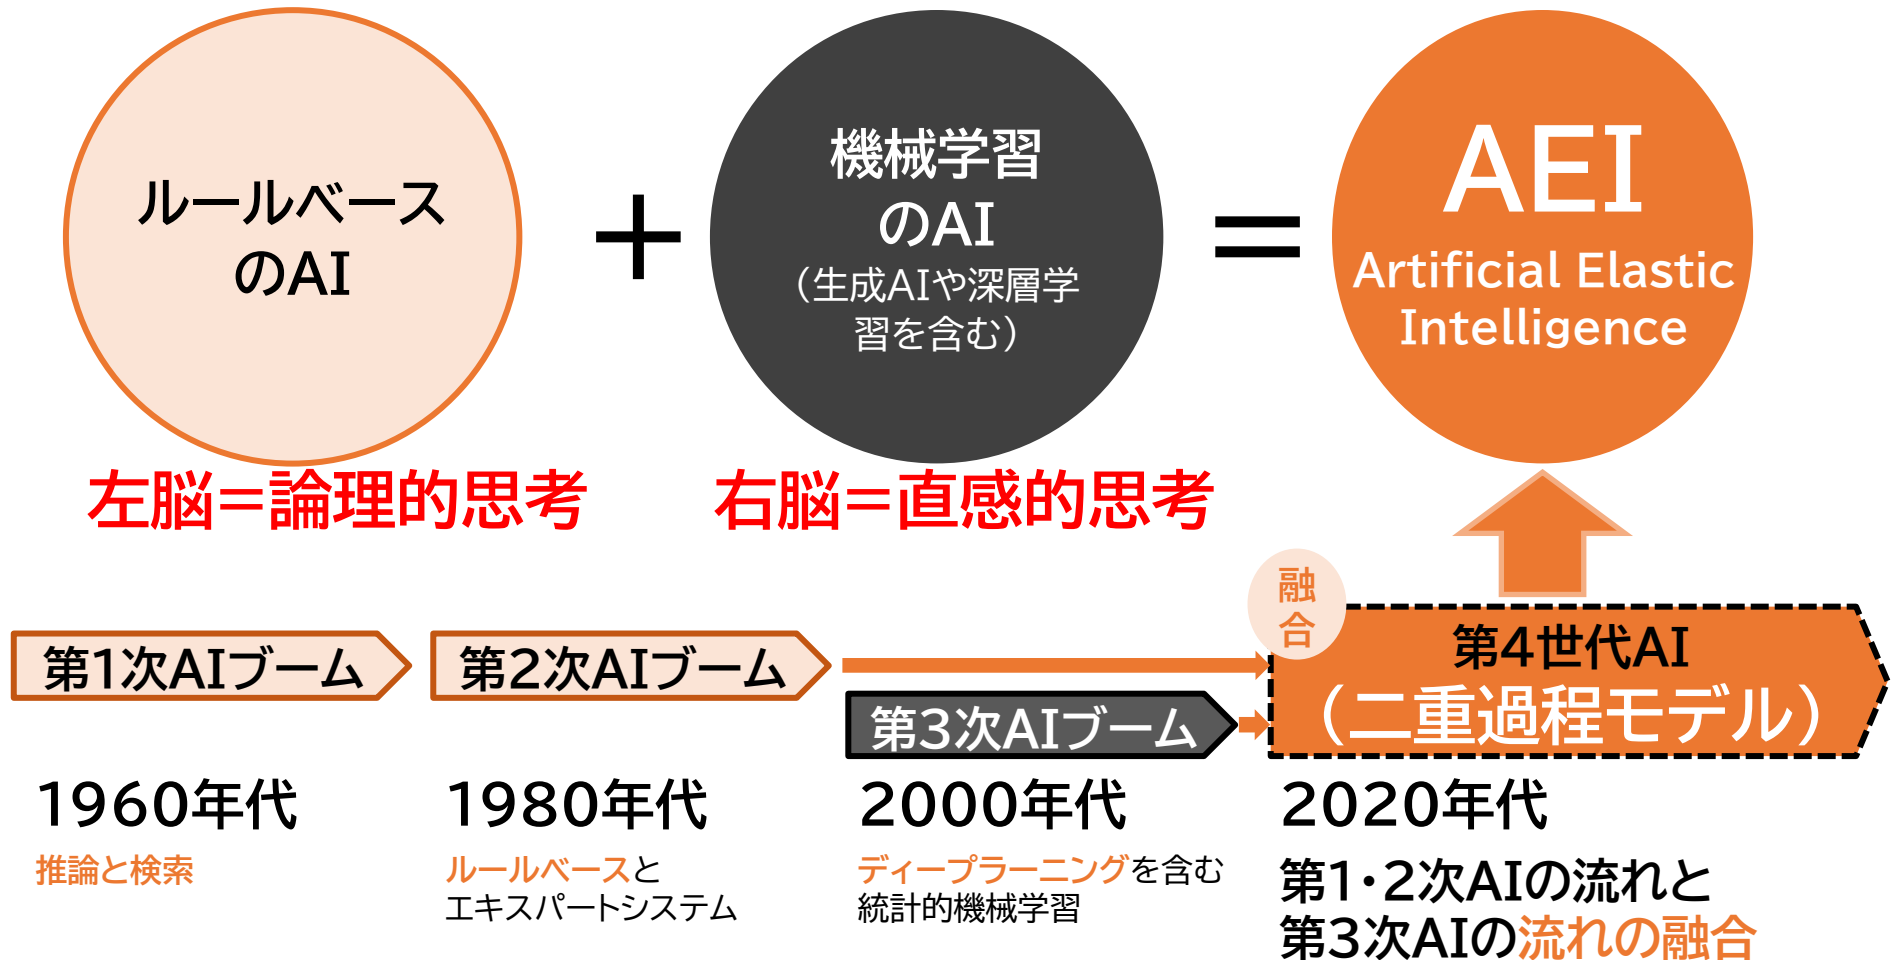 ルールベース
のAI
＋
機械学習
のAI
（生成AIや深層学
習を含む）
＝
AEI
Artificial Elastic
Intelligence
左脳＝論理的思考
右脳＝直感的思考
融
合
第1次AIブーム
第2次AIブーム
第3次AIブーム
第4世代AI
（二重過程モデル）
1960年代
推論と検索
1980年代
ルールベースと
エキスパートシステム
2000年代
ディープラーニングを含む
統計的機械学習
2020年代
第1・2次AIの流れと
第3次AIの流れの融合